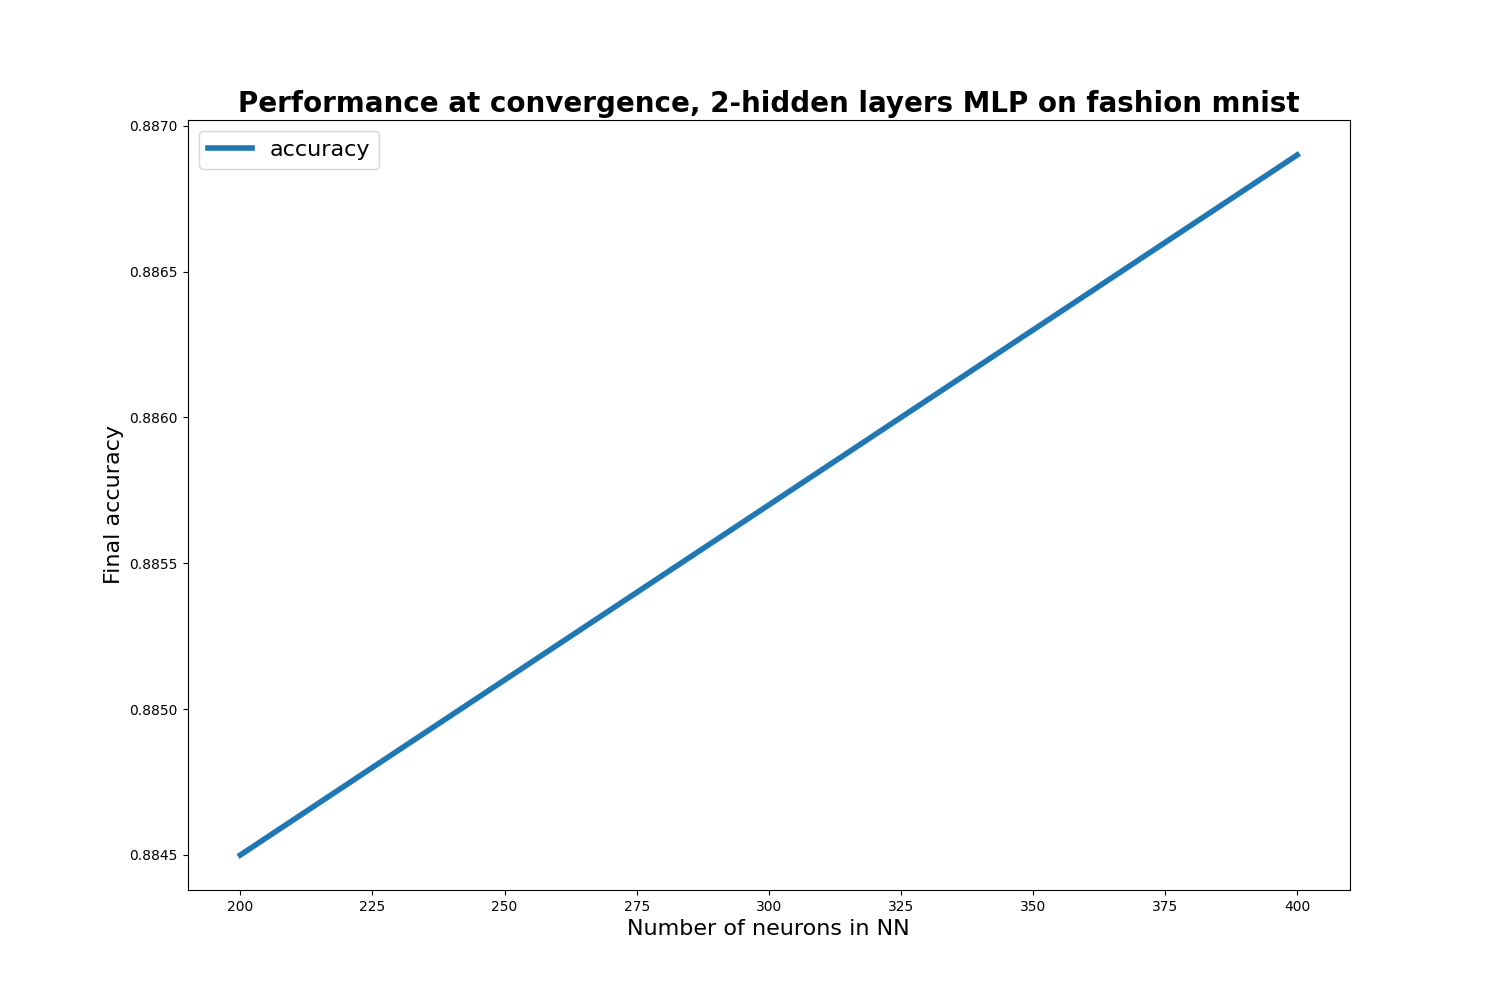 Performance at convergence, 2-hidden layers MLP on fashion mnist
accuracy
0.8870
0.8865
0.8860
0.8855
0.8850
0.8845
Final accuracy
200 225 250 275 300 325 350 375 400
Number of neurons in NN